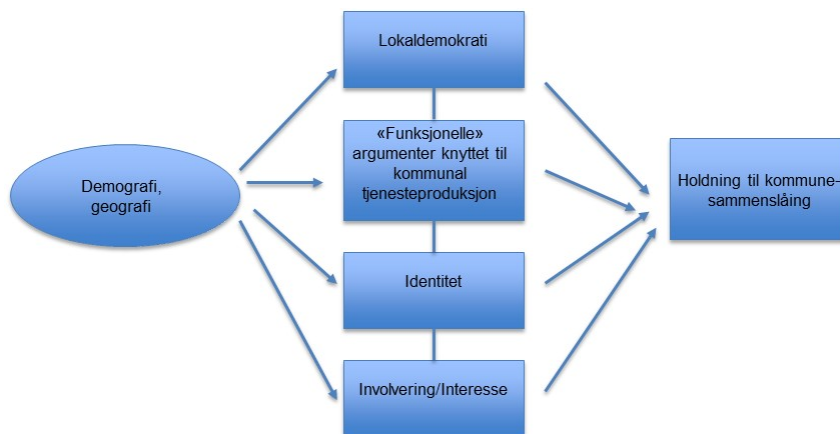 Demografi,
geografi
Lokaldemokrati
«Funksjonelle»
argumenter knyttet til
kommunal
tjenesteproduksjon
Identitet
Involvering/Interesse
Holdning til kommune-
sammenslåing